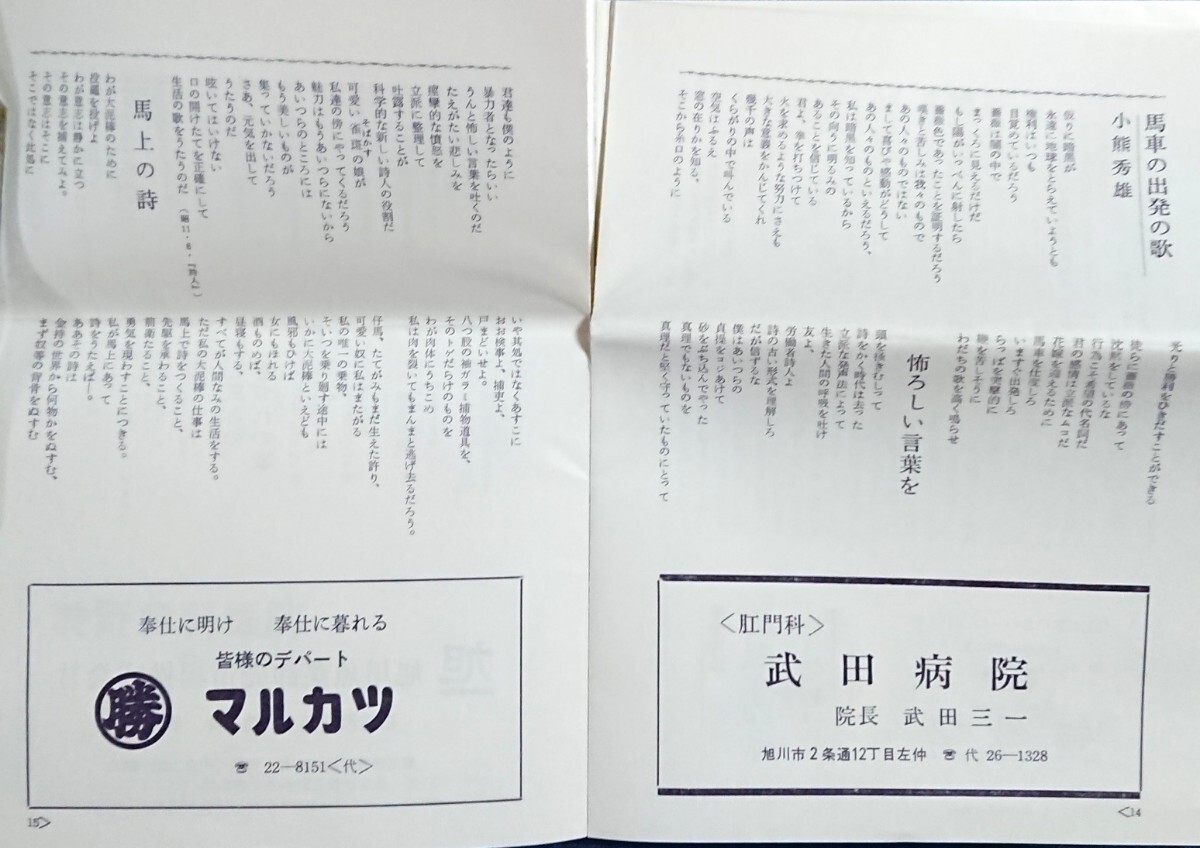 馬車の出発の歌
小熊秀雄
仮りに暗黒が
永遠に地球をとらえていようとも
権利はいつも
目覚めているだろう
薔薇は闇の中で
まっくろに見えるだけだ
もしも陽がいっぺんに射したら
薔薇色であったことを証明するだろう
嘆きと苦しみは我々のもので
あの人々のものではない
まして喜びや感動がどうして
あの人々のものといえるだろう、
私は暗黒を知っているから
その向うに明るみの
あることを信じている
君よ、拳を打ちつけて
火を求めるような努力にさえも
大きな意義をかんじてくれ
幾千の声は
くらがりの中で叫んでいる
空気はふるえ
窓の在りかを知る、
そこから糸口のように
光りと勝利をひきだすことができる
徒らに薔薇の傍にあって
沈黙をしているな
行為こそ希望の代名詞だ
君の感情は立派なムコだ
花嫁を迎えるために
馬車を仕度しろ
いますぐ出発しろ
らっぱを突撃的に
鞭を苦しそうに
わだちの歌を高く鳴らせ
怖ろしい言葉を
頭を掻きむしって
詩をかく時代は去った
立派な発声法によって
生きた人間の呼吸を吐け
友よ、
労働者詩人よ
詩の古い形式を理解しろ
だが信ずるな
僕はあいつらの
貞操をコジあけて
砂をぶち込んでやった
真理でもないものを
真理だと堅く守っていたものにとって
<肛門科>
武田病院
院長 武田三一
旭川市2条通12丁目左仲 ☎ 代 26—1328
<14
君達も僕のように
暴力者となったらいい
うんと怖しい言葉を吐くのだ
たえがたい悲しみを
痙攣的な憤怒を
立派に整理して
吐露することが
科学的な新しい詩人の役割だ
可愛い雀斑の娘が
そばかす
私達の傍にやってくるだろう
魅力はもうあいつらにないから
あいつらのところには
もう美しいものが
集っていかないだろう
さあ、元気を出して
うたうのだ
呟いてはいけない
口の開けたてを正確にして
生活の歌をうたうのだ
(昭11・6・『詩人』)
馬上の詩
わが大泥棒のために
投繩を投げよ
わが意志は静かに立つ
その意志を捕えてみよ。
その意志はそこに
そこではなく此処に
いや其処ではなくあすこに
おお検事よ、捕吏よ、
戸まどいせよ。
八つ股の袖ガラミ捕物道具を、
そのトゲだらけのものを
わが肉体にうちこめ
私は肉を裂いてもまんまと逃げ去るだろう。
仔馬、たてがみもまだ生えた許り、
可愛い奴に私はまたがる
私の唯一の乗物。
そいつを乗り廻す途中には
いかに大泥棒といえども
風邪もひけば
女にもほれる
酒ものめば、
昼寝もする。
すべてが人間なみの生活をする。
ただ私の大泥棒の仕事は
馬上で詩をつくること、
先駆を承わること、
前衛たること、
勇気を現わすことにつきる。
私が馬上にあって
詩をうたえば—。
ああその詩は
金持の世界から何物かをぬすむ、
まず奴等の背骨をぬすむ
奉仕に明け 奉仕に暮れる
皆様のデパート
勝 マルカツ
☎ 22—8151<代>
15>